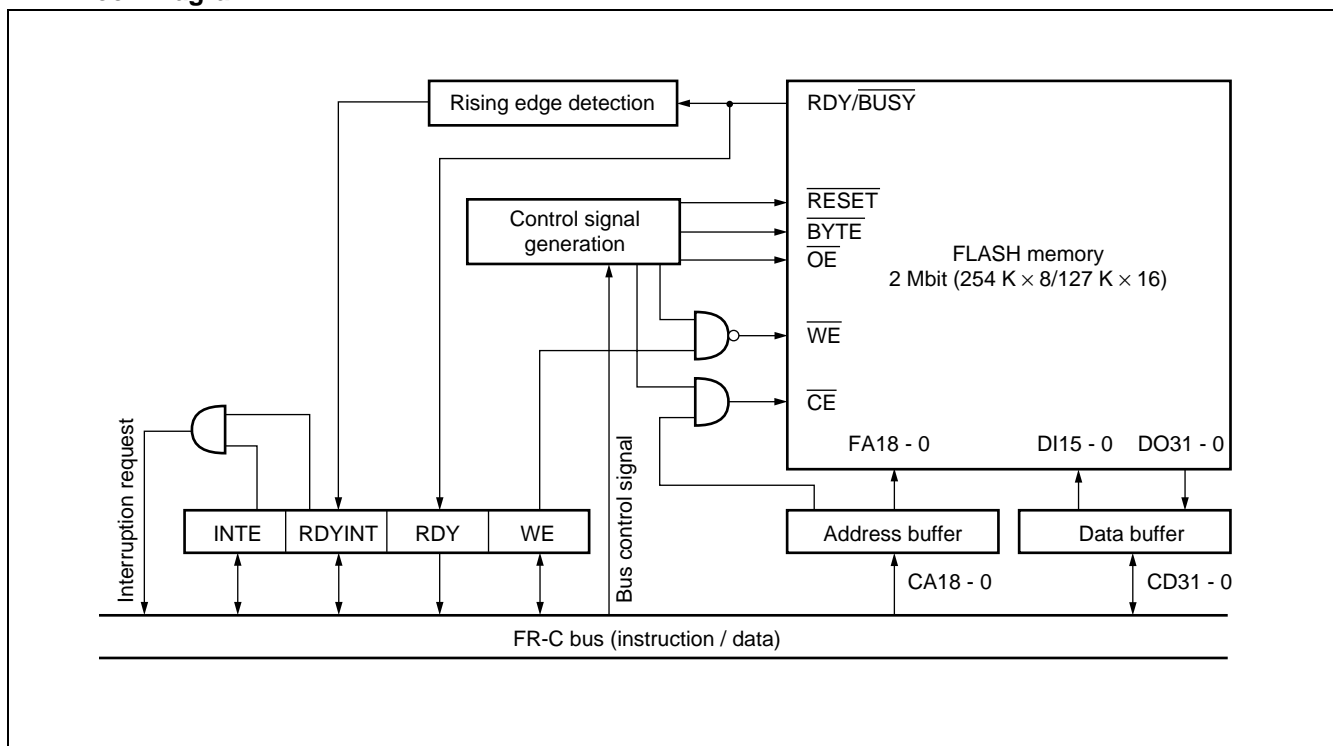 Rising edge detection
RDY/BUSY
RESET
BYTE
OE
Control signal
generation
FLASH memory
2 Mbit (254 K × 8/127 K × 16)
WE
CE
FA18 - 0
DI15 - 0
DO31 - 0
Interruption request
Bus control signal
INTE
RDYINT
RDY
WE
Address buffer
Data buffer
CA18 - 0
CD31 - 0
FR-C bus (instruction / data)